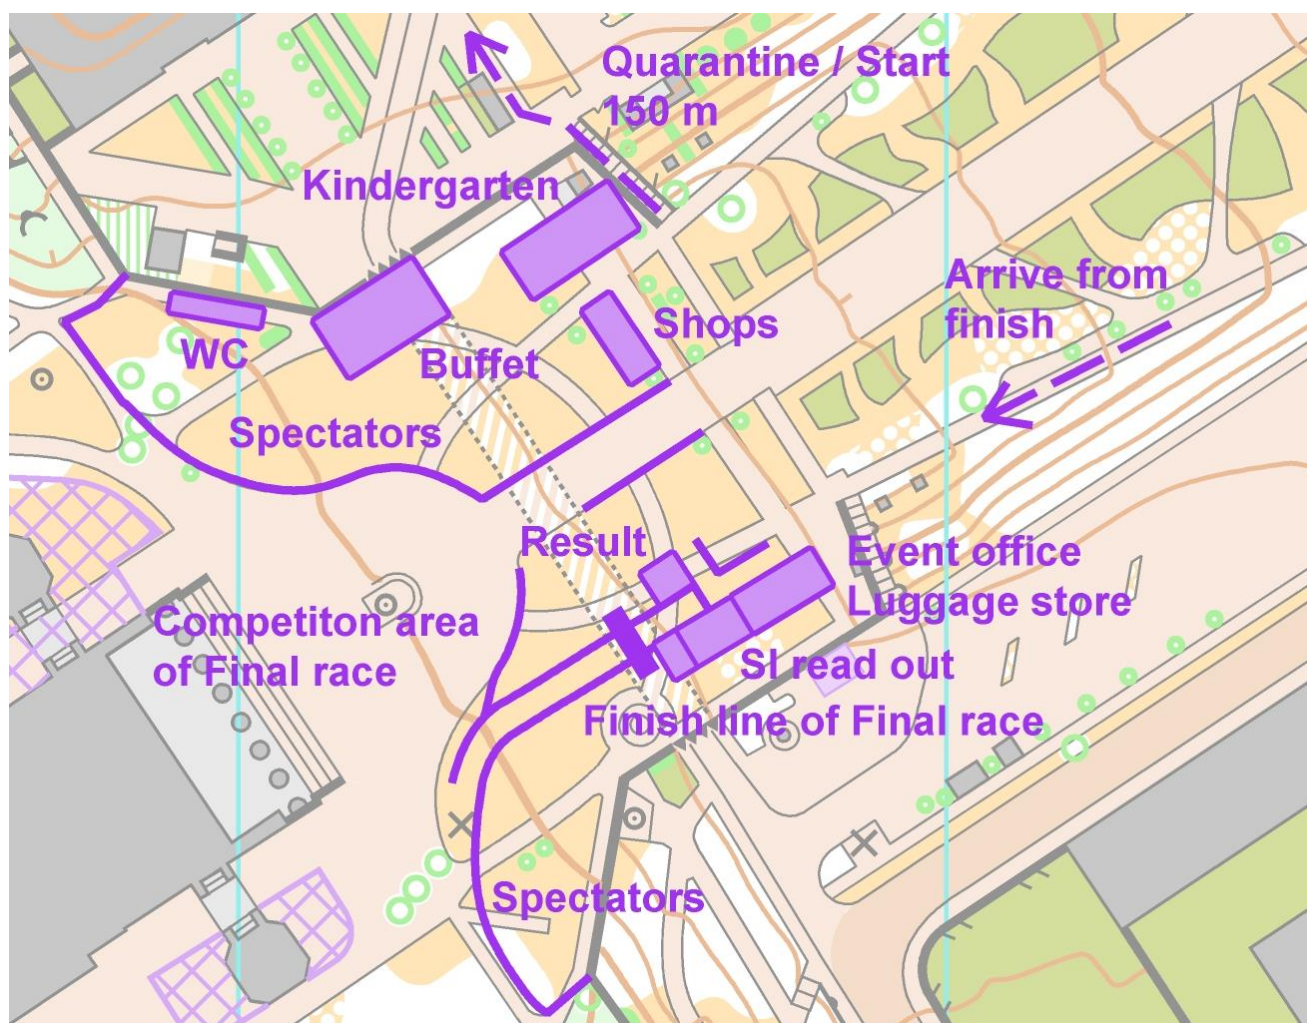 Quarantine / Start
150 m
Kindergarten
Arrive from
finish
Shops
WC
Buffet
Spectators
Result
Event office
Luggage store
Competiton area
of Final race
SI read out
Finish line of Final race
Spectators